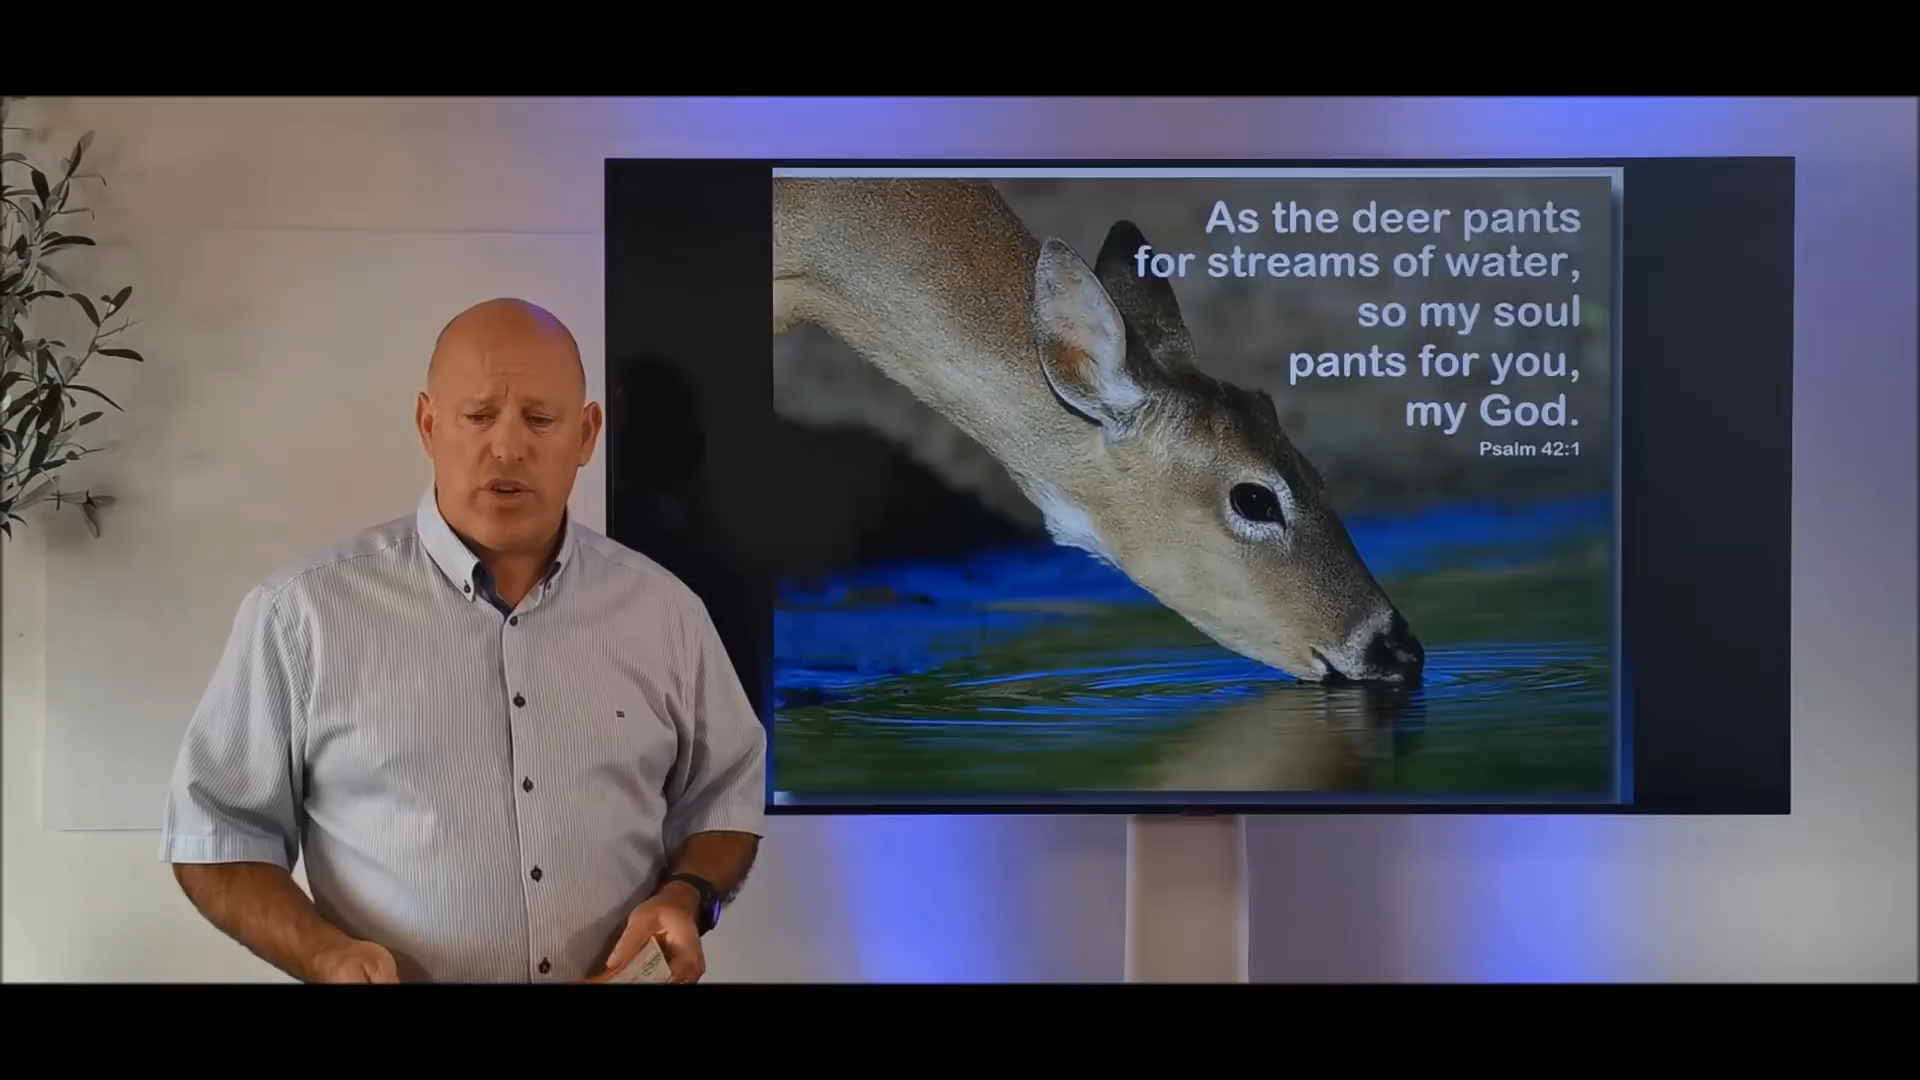 As the deer pants
for streams of water,
so my soul
pants for you,
my God.
Psalm 42:1